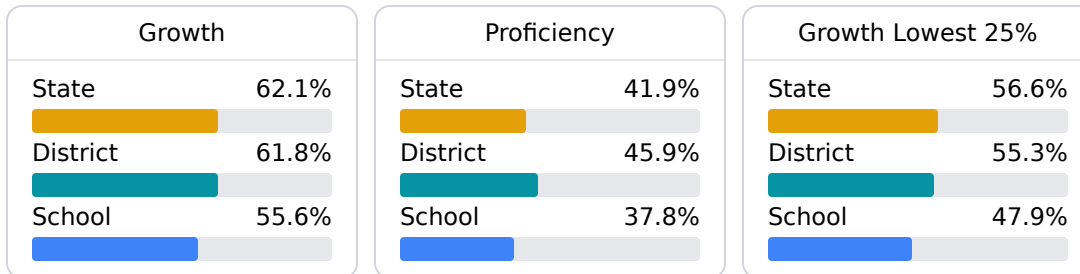 Growth
State 62.1%
District 61.8%
School 55.6%
Proficiency
State 41.9%
District 45.9%
School 37.8%
Growth Lowest 25%
State 56.6%
District 55.3%
School 47.9%